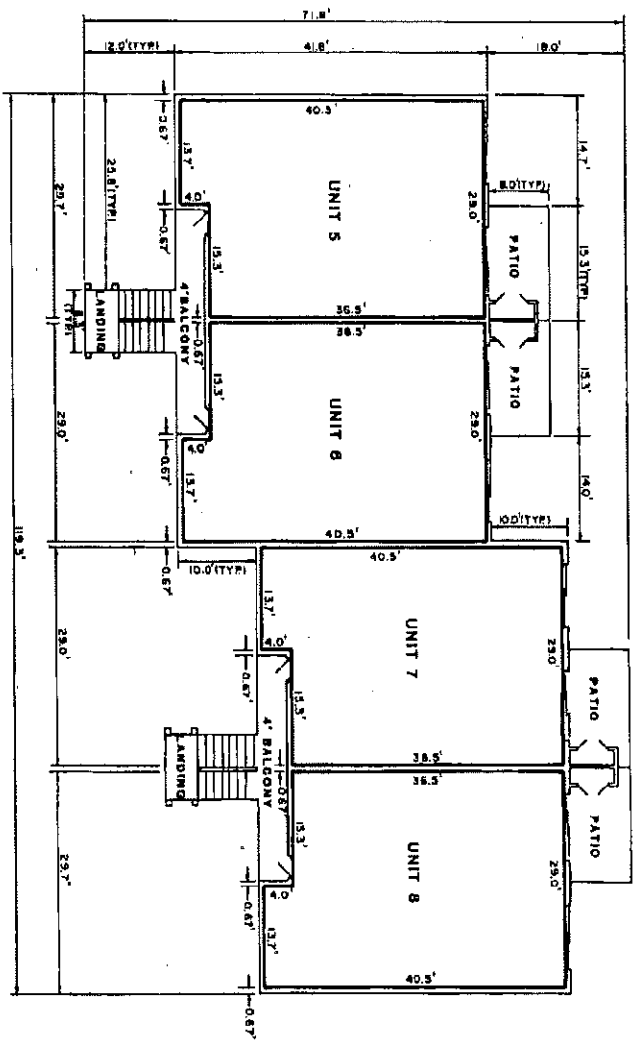 71.8'
12.0'(TYP)
41.8'
18.0'
40.5'
0.67'
13.7'
4.0'
0.67'
UNIT 5
29.0'
14.7'
8.0'(TYP)
15.3'(TYP)
PATIO
25.8'(TYP)
29.7'
15.3'
4' BALCONY
0.67'
36.5'
LANDING
(TYP)
36.5'
15.3'
UNIT 6
29.0'
PATIO
15.3'
29.0'
0.67'
4.0'
13.7'
14.0'
40.5'
10.0'(TYP)
119.3'
0.67'
10.0'(TYP)
40.5'
13.7'
4.0'
0.67'
UNIT 7
29.0'
29.0'
15.3'
PATIO
4' BALCONY
LANDING
36.5'
0.67'
36.5'
15.3'
UNIT 8
29.0'
PATIO
29.7'
0.67'
4.0'
13.7'
40.5'
0.67'